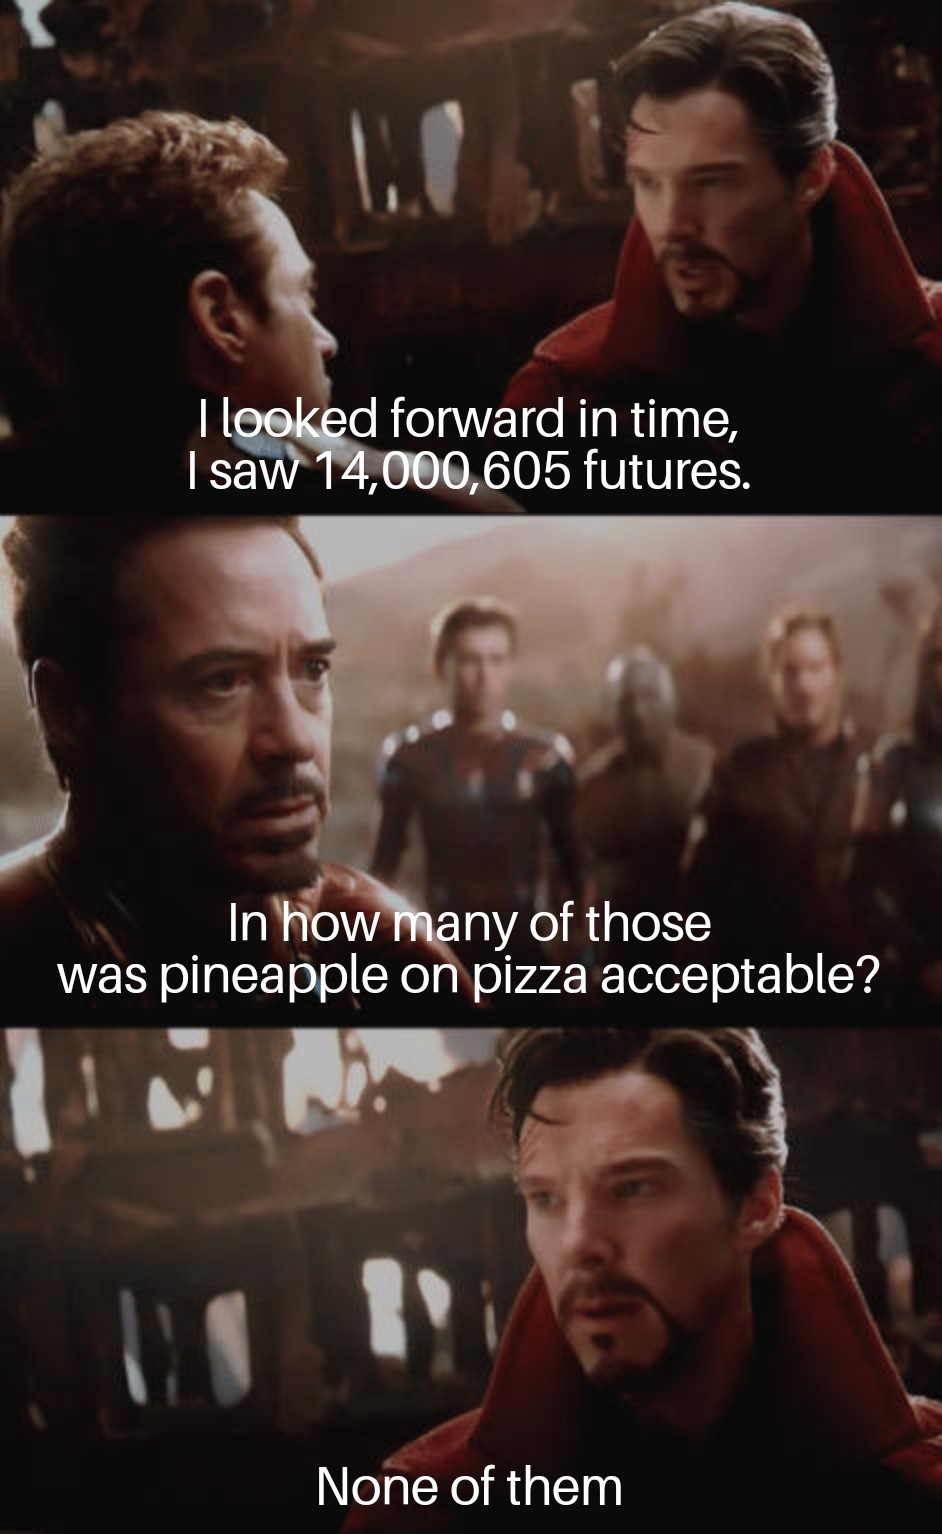 I looked forward in time,
I saw 14,000,605 futures.
In how many of those
was pineapple on pizza acceptable?
None of them